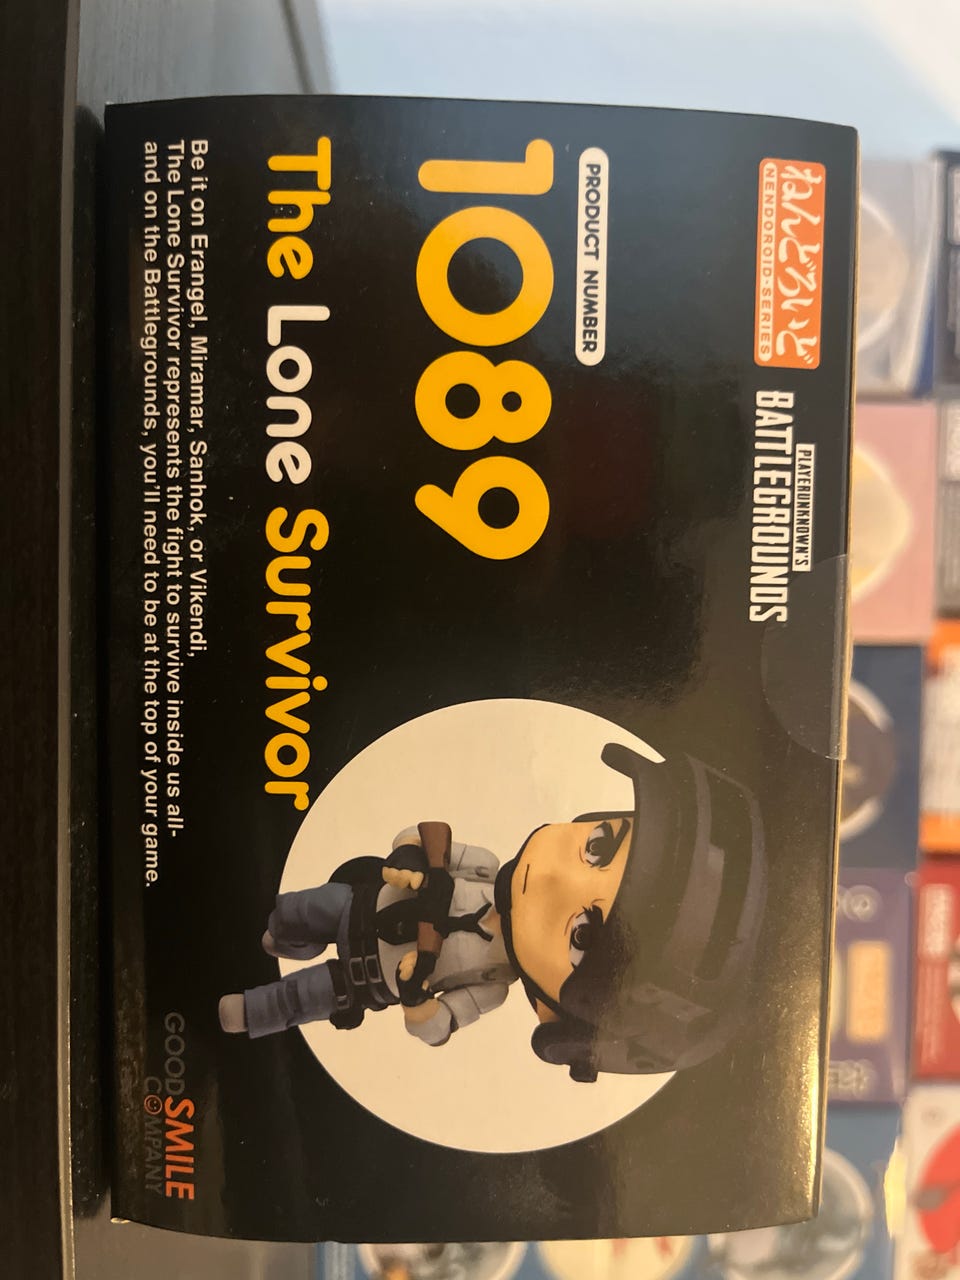 ねんどろいど
NENDOROID-SERIES
PLAYERUNKNOWN'S
BATTLEGROUNDS
PRODUCT NUMBER
1089
The Lone Survivor
Be it on Erangel, Miramar, Sanhok, or Vikendi,
The Lone Survivor represents the fight to survive inside us all-
and on the Battlegrounds, you'll need to be at the top of your game.
GOODSMILE
COMPANY